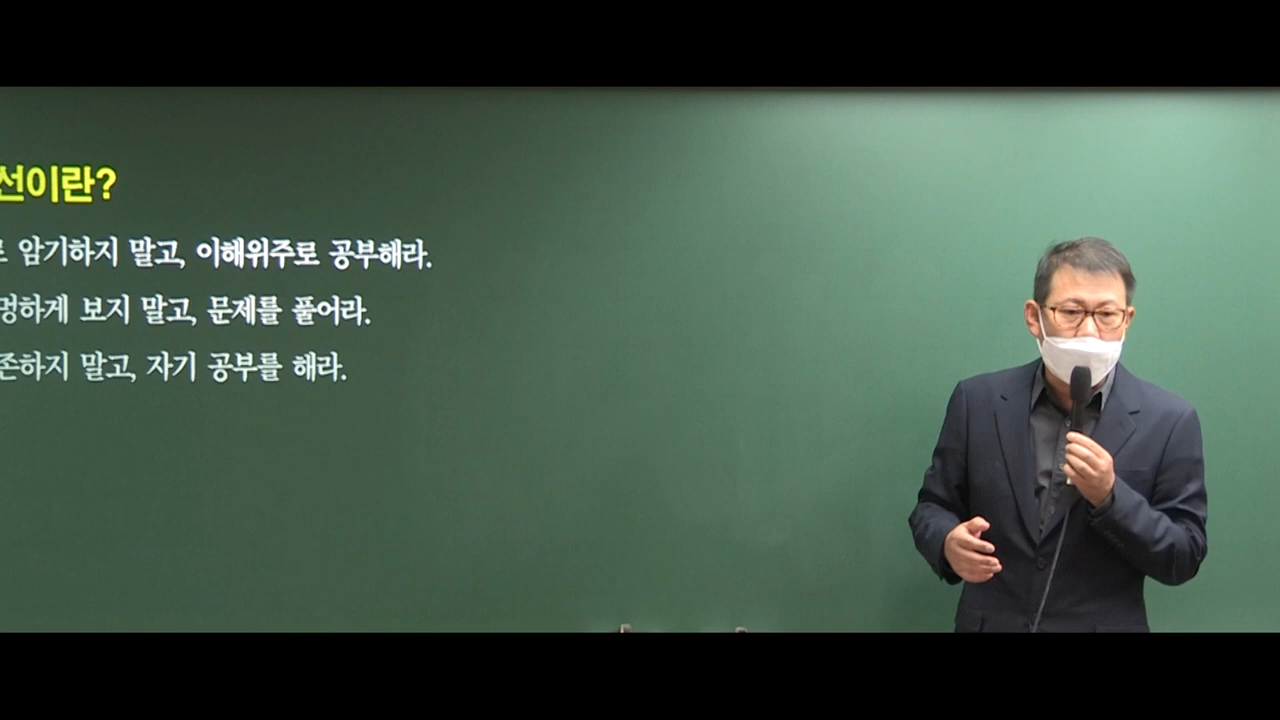 선이란?
암기하지 말고, 이해위주로 공부해라.
멍하게 보지 말고, 문제를 풀어라.
존하지 말고, 자기 공부를 해라.